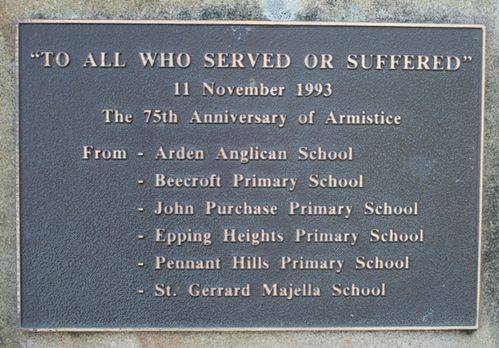 "TO ALL WHO SERVED OR SUFFERED"
11 November 1993
The 75th Anniversary of Armistice
From - Arden Anglican School
- Beecroft Primary School
- John Purchase Primary School
- Epping Heights Primary School
- Pennant Hills Primary School
- St. Gerrard Majella School